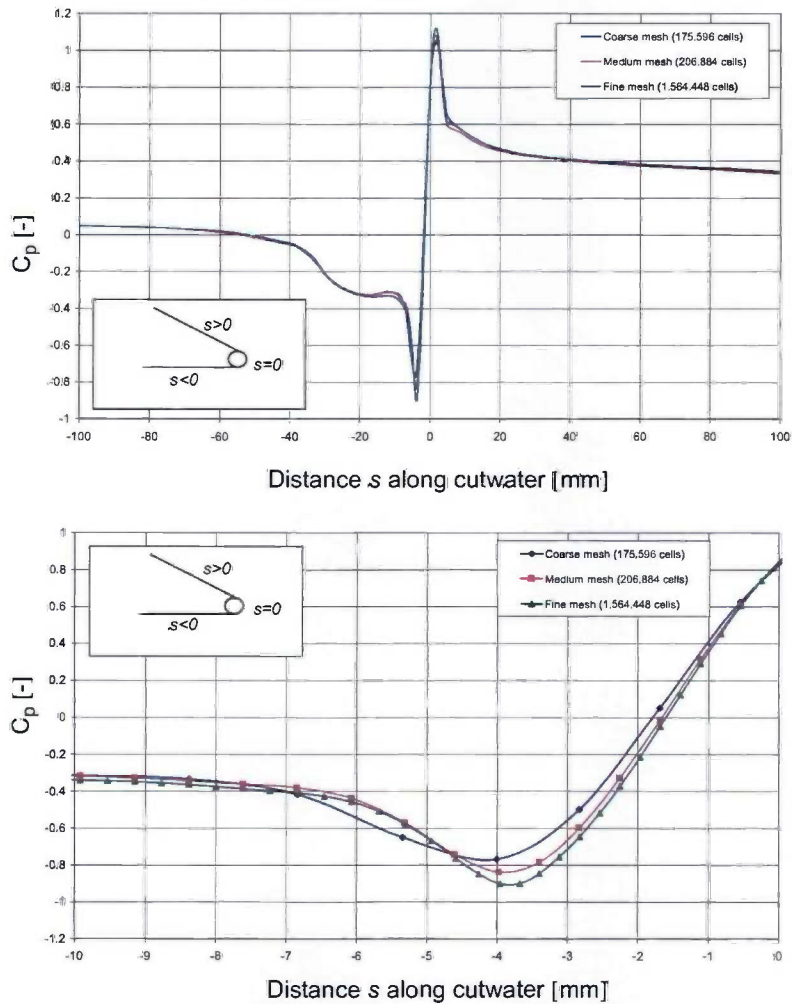 1.2
1
0.8
0.6
0.4
0.2
0
-0.2
-0.4
-0.6
-0.8
-1
Cp [-]
Coarse mesh (175,596 cells)
Medium mesh (206,884 cells)
Fine mesh (1,564,448 cells)
s>0
s=0
s<0
-100 -80 -60 -40 -20 0 20 40 60 80 100
Distance s along cutwater [mm]
1
0.8
0.6
0.4
0.2
0
-0.2
-0.4
-0.6
-0.8
-1
-1.2
Cp [-]
s>0
s=0
s<0
Coarse mesh (175,596 cells)
Medium mesh (206,884 cells)
Fine mesh (1,564,448 cells)
-10 -9 -8 -7 -6 -5 -4 -3 -2 -1 0
Distance s along cutwater [mm]